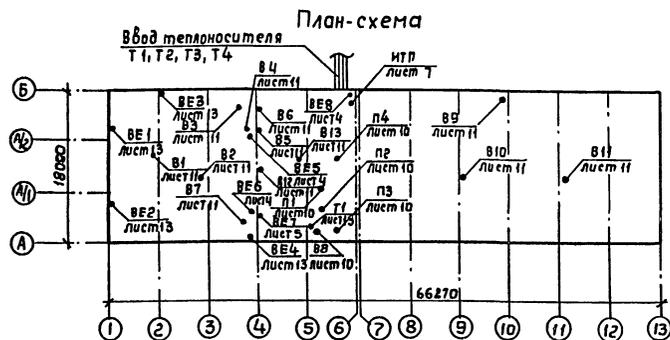 План-схема
Ввод теплоносителя
Т1, Т2, Т3, Т4
В4
лист 11
ИТП
лист 7
Б
ВЕ3
лист 13
В3
лист 11
В6
лист 11
ВЕ8
лист 4
В13
лист 11
П4
лист 10
В9
лист 11
А/2
ВЕ1
лист 13
В1
лист 11
В2
лист 11
В5
лист 11
ВЕ5
лист 4
П2
лист 10
В10
лист 11
В11
лист 11
18000
А/1
ВЕ2
лист 13
В7
лист 11
ВЕ6
лист 4
В12
лист 11
П1
лист 10
Т1
П3
лист 10
А
ВЕ7
лист 5
ВЕ4
лист 13
В8
лист 10
66270
1 2 3 4 5 6 7 8 9 10 11 12 13